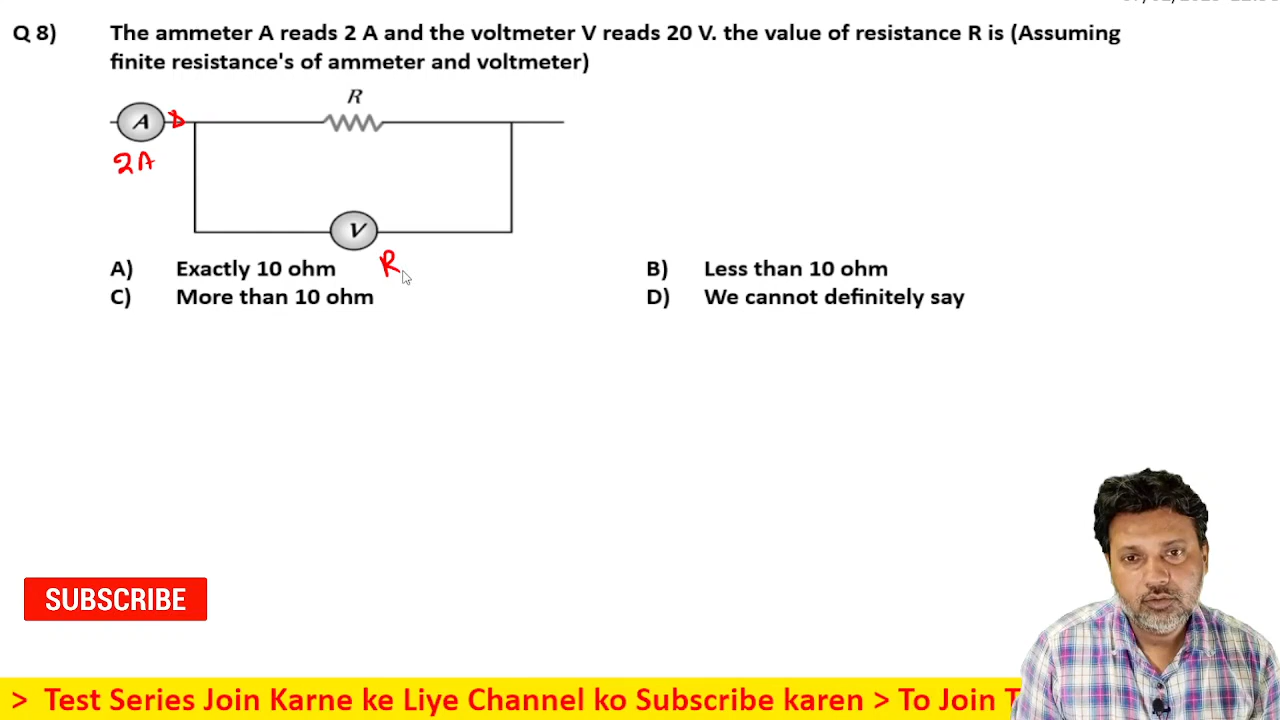 Q 8) The ammeter A reads 2 A and the voltmeter V reads 20 V. the value of resistance R is (Assuming
finite resistance's of ammeter and voltmeter)
R
A
2A
V
R
A) Exactly 10 ohm B) Less than 10 ohm
C) More than 10 ohm D) We cannot definitely say
SUBSCRIBE
> Test Series Join Karne ke Liye Channel ko Subscribe karen > To Join